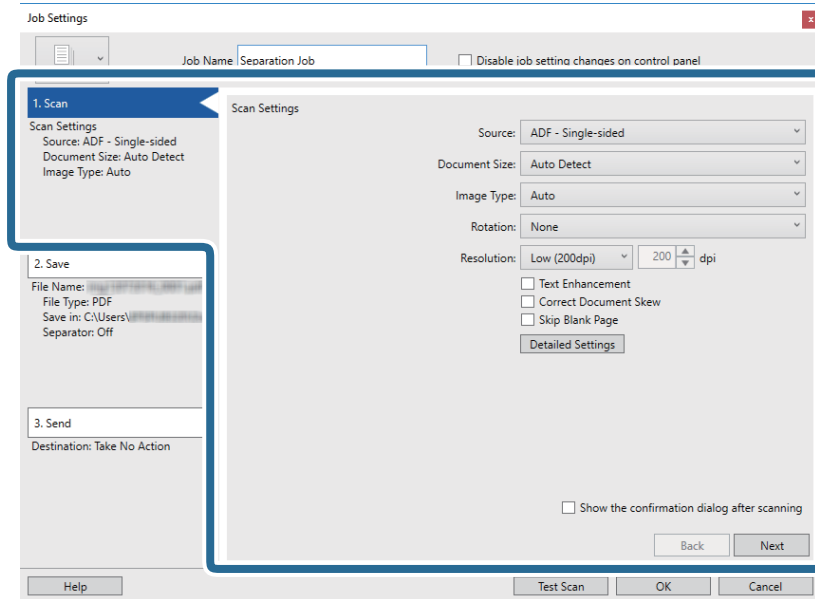 Job Settings
x
Job Name Separation Job Disable job setting changes on control panel
1. Scan
Scan Settings
Source: ADF - Single-sided
Document Size: Auto Detect
Image Type: Auto
2. Save
File Name:
File Type: PDF
Save in: C:\Users\
Separator: Off
3. Send
Destination: Take No Action
Scan Settings
Source: ADF - Single-sided
Document Size: Auto Detect
Image Type: Auto
Rotation: None
Resolution: Low (200dpi) 200 dpi
Text Enhancement
Correct Document Skew
Skip Blank Page
Detailed Settings
Show the confirmation dialog after scanning
Back Next
Help Test Scan OK Cancel